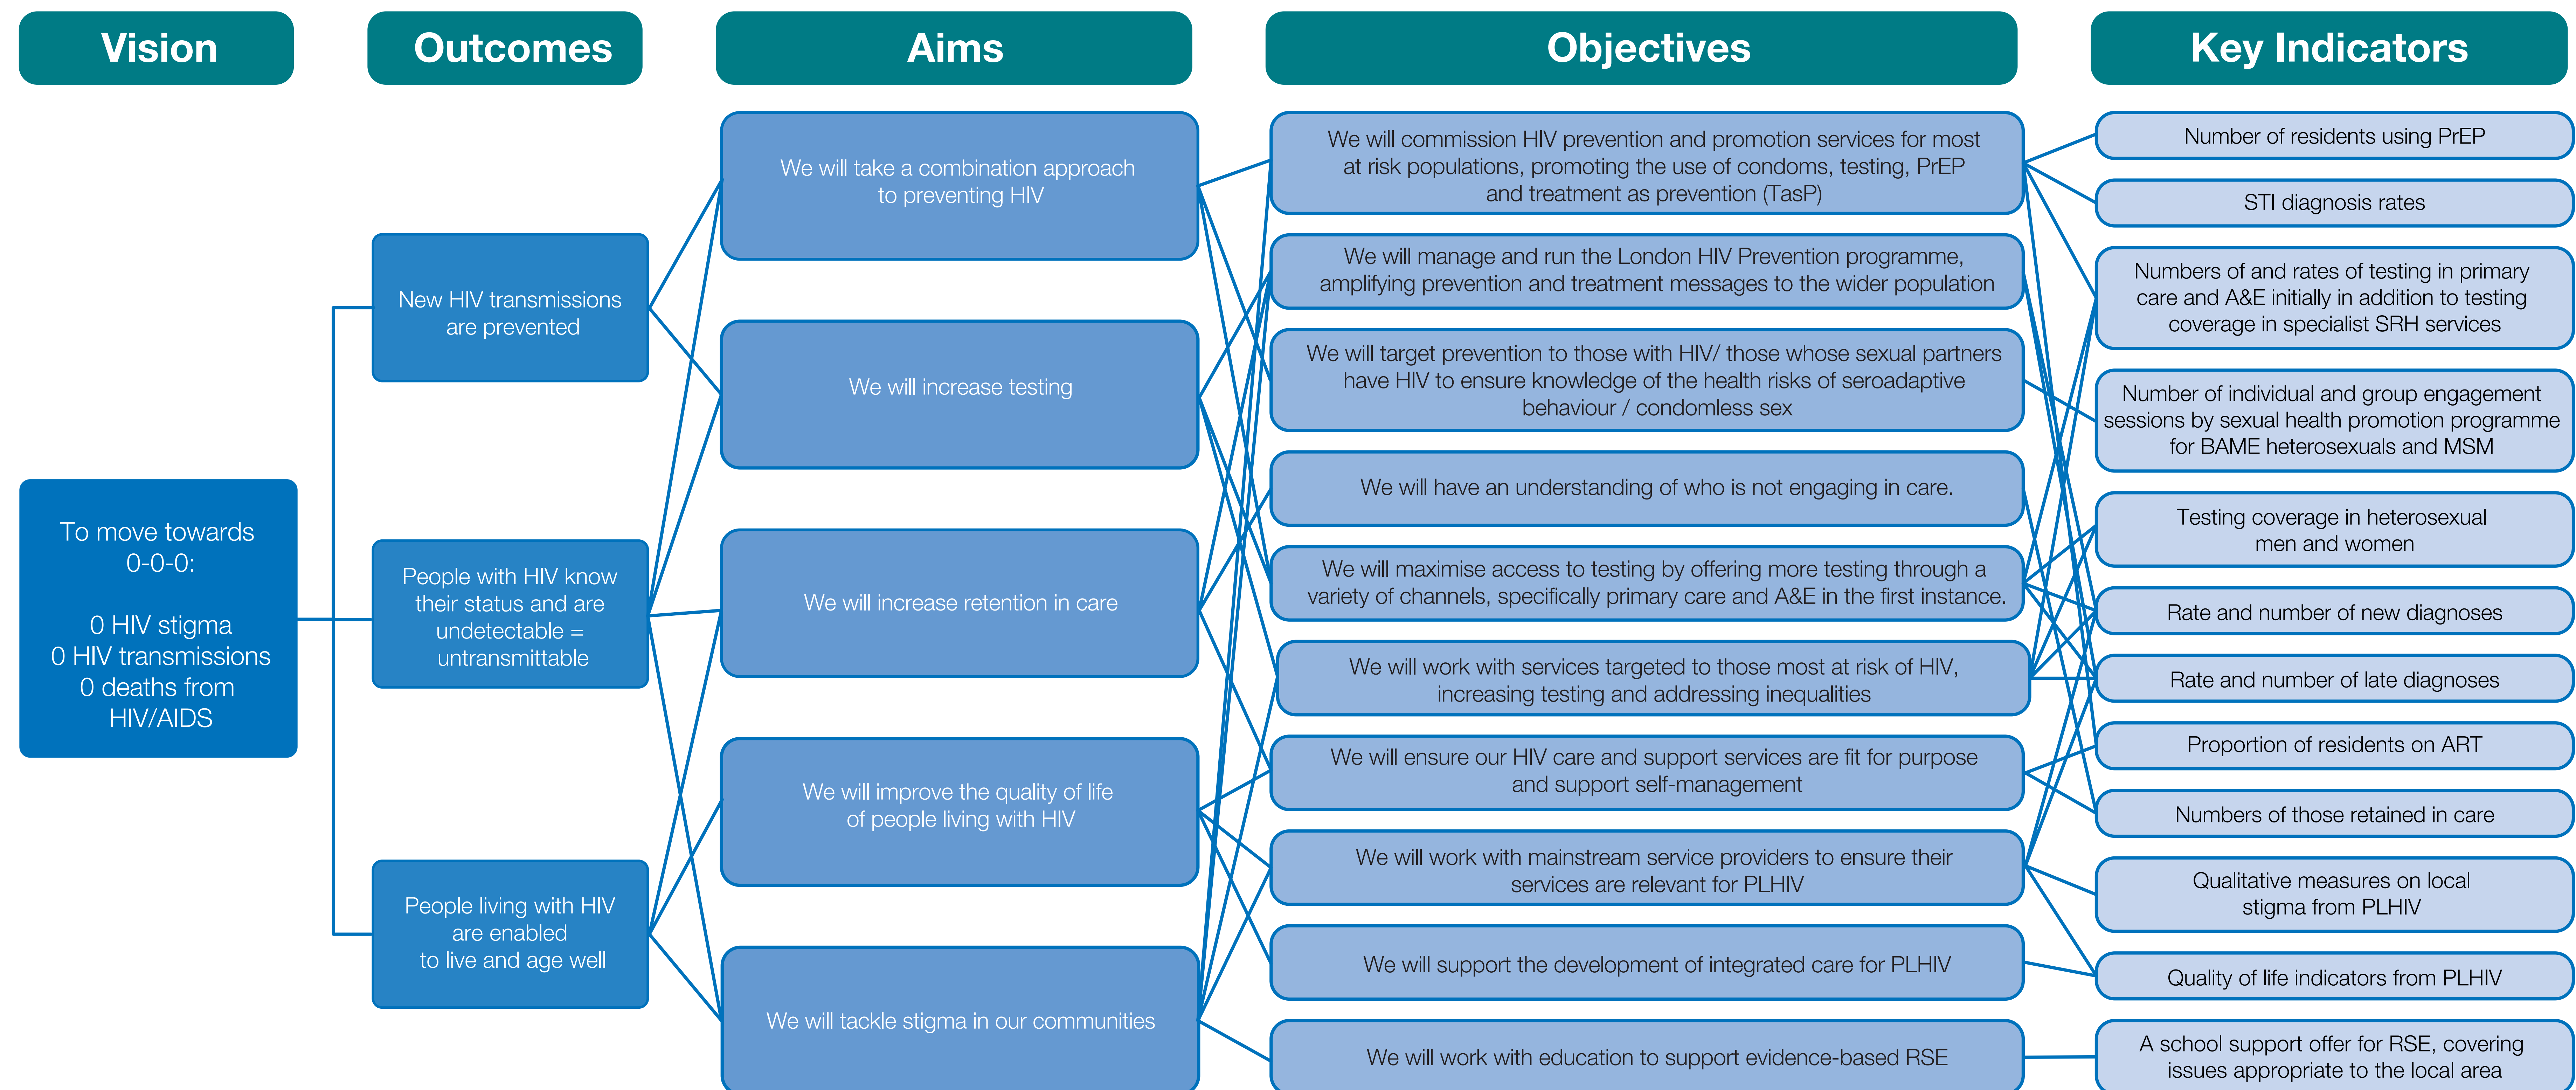 Vision
Outcomes
Aims
Objectives
Key Indicators
To move towards
0-0-0:
0 HIV stigma
0 HIV transmissions
0 deaths from
HIV/AIDS
New HIV transmissions
are prevented
People with HIV know
their status and are
undetectable =
untransmittable
People living with HIV
are enabled
to live and age well
We will take a combination approach
to preventing HIV
We will increase testing
We will increase retention in care
We will improve the quality of life
of people living with HIV
We will tackle stigma in our communities
We will commission HIV prevention and promotion services for most
at risk populations, promoting the use of condoms, testing, PrEP
and treatment as prevention (TasP)
We will manage and run the London HIV Prevention programme,
amplifying prevention and treatment messages to the wider population
We will target prevention to those with HIV/ those whose sexual partners
have HIV to ensure knowledge of the health risks of seroadaptive
behaviour / condomless sex
We will have an understanding of who is not engaging in care.
We will maximise access to testing by offering more testing through a
variety of channels, specifically primary care and A&E in the first instance.
We will work with services targeted to those most at risk of HIV,
increasing testing and addressing inequalities
We will ensure our HIV care and support services are fit for purpose
and support self-management
We will work with mainstream service providers to ensure their
services are relevant for PLHIV
We will support the development of integrated care for PLHIV
We will work with education to support evidence-based RSE
Number of residents using PrEP
STI diagnosis rates
Numbers of and rates of testing in primary
care and A&E initially in addition to testing
coverage in specialist SRH services
Number of individual and group engagement
sessions by sexual health promotion programme
for BAME heterosexuals and MSM
Testing coverage in heterosexual
men and women
Rate and number of new diagnoses
Rate and number of late diagnoses
Proportion of residents on ART
Numbers of those retained in care
Qualitative measures on local
stigma from PLHIV
Quality of life indicators from PLHIV
A school support offer for RSE, covering
issues appropriate to the local area